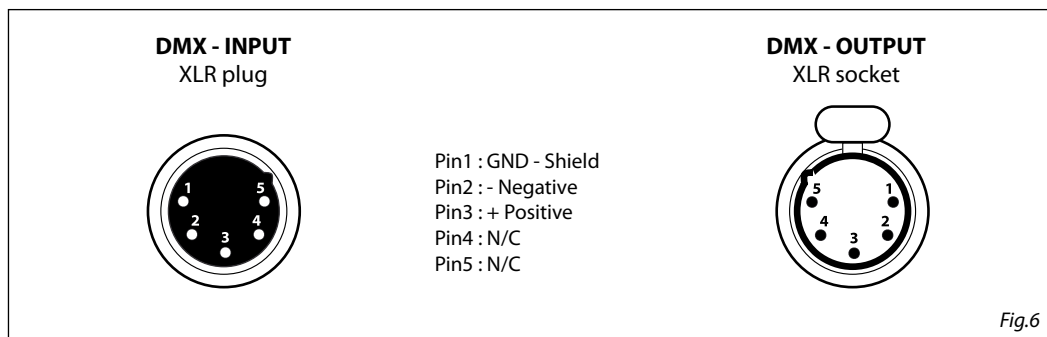 DMX - INPUT
XLR plug
1
5
2
4
3
Pin1 : GND - Shield
Pin2 : - Negative
Pin3 : + Positive
Pin4 : N/C
Pin5 : N/C
DMX - OUTPUT
XLR socket
5
1
4
2
3
Fig.6